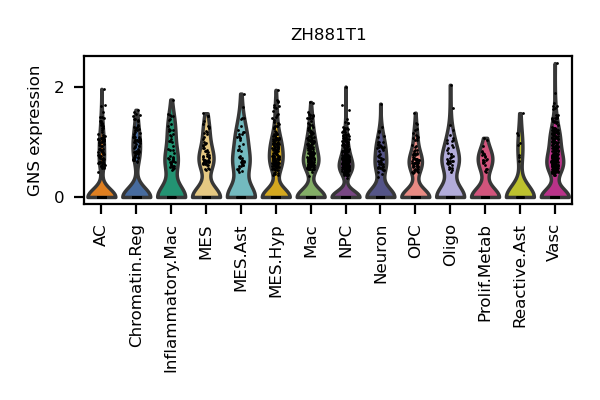 ZH881T1
GNS expression
2
0
AC
Chromatin.Reg
Inflammatory.Mac
MES
MES.Ast
MES.Hyp
Mac
NPC
Neuron
OPC
Oligo
Prolif.Metab
Reactive.Ast
Vasc